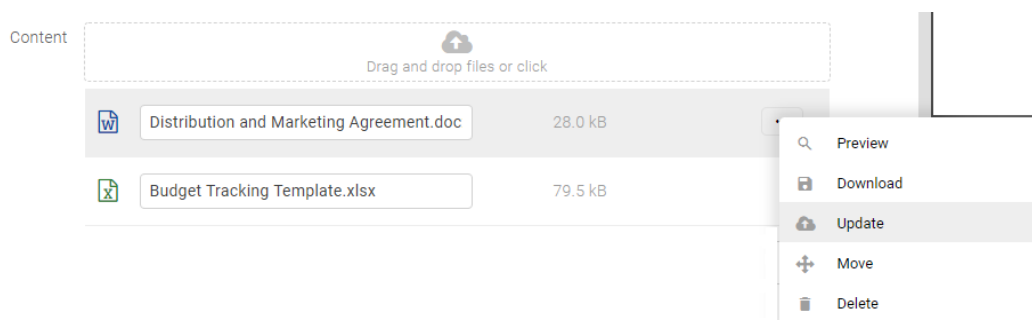 Content
Drag and drop files or click
Distribution and Marketing Agreement.doc 28.0 kB
Budget Tracking Template.xlsx 79.5 kB
Preview
Download
Update
Move
Delete